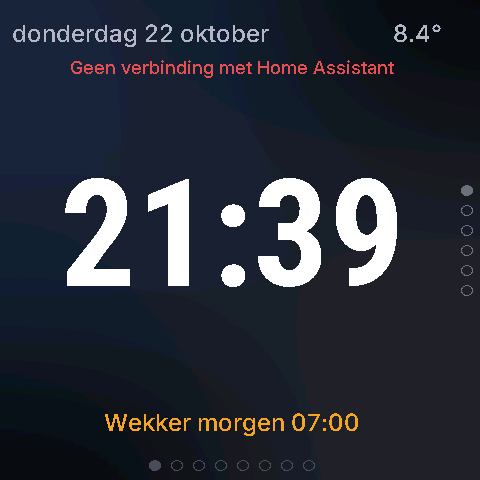 donderdag 22 oktober 8.4°
Geen verbinding met Home Assistant
21:39
Wekker morgen 07:00